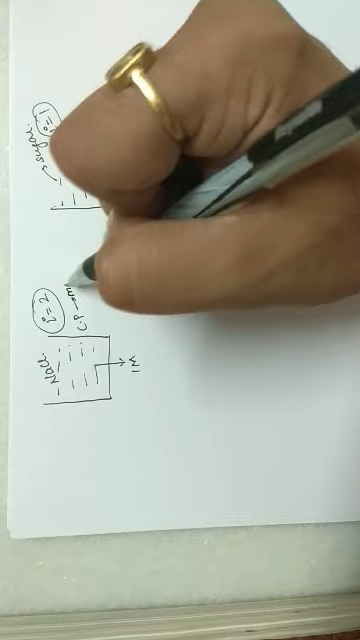 sugar.
i=1
NaCl.
i=2
C.P → m
1M